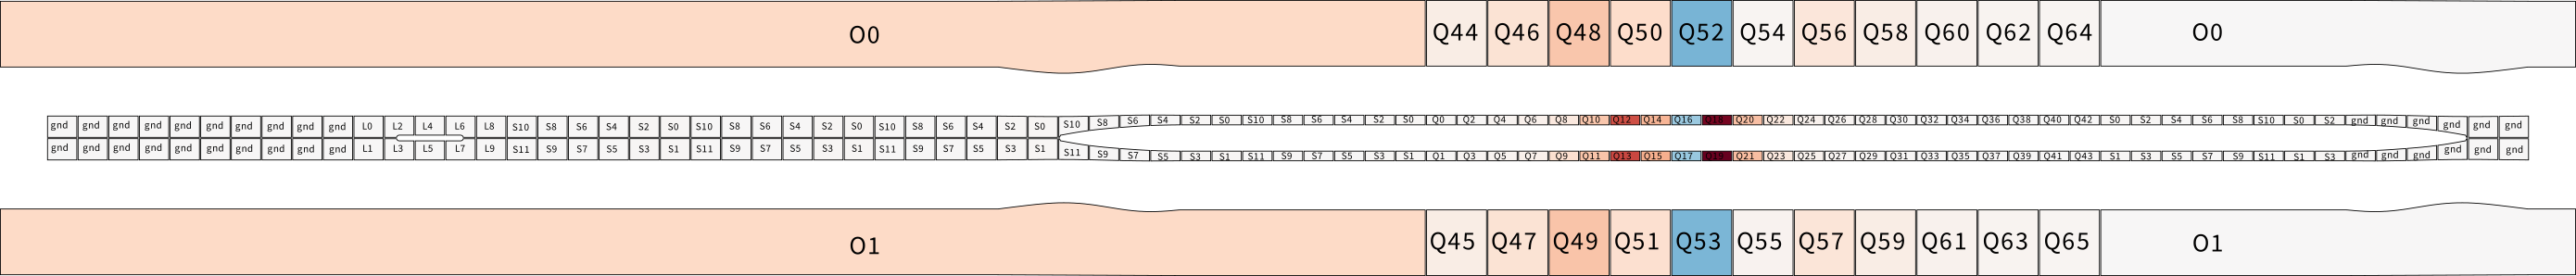 O0 Q44 Q46 Q48 Q50 Q52 Q54 Q56 Q58 Q60 Q62 Q64 O0
gnd gnd gnd gnd gnd gnd gnd gnd gnd gnd L0 L2 L4 L6 L8 S10 S8 S6 S4 S2 S0 S10 S8 S6 S4 S2 S0 S10 S8 S6 S4 S2 S0 S10 S8 S6 S4 S2 S0 S10 S8 S6 S4 S2 S0 Q0 Q2 Q4 Q6 Q8 Q10 Q12 Q14 Q16 Q18 Q20 Q22 Q24 Q26 Q28 Q30 Q32 Q34 Q36 Q38 Q40 Q42 S0 S2 S4 S6 S8 S10 S0 S2 gnd gnd gnd gnd gnd gnd
gnd gnd gnd gnd gnd gnd gnd gnd gnd gnd L1 L3 L5 L7 L9 S11 S9 S7 S5 S3 S1 S11 S9 S7 S5 S3 S1 S11 S9 S7 S5 S3 S1 S11 S9 S7 S5 S3 S1 S11 S9 S7 S5 S3 S1 Q1 Q3 Q5 Q7 Q9 Q11 Q13 Q15 Q17 Q19 Q21 Q23 Q25 Q27 Q29 Q31 Q33 Q35 Q37 Q39 Q41 Q43 S1 S3 S5 S7 S9 S11 S1 S3 gnd gnd gnd gnd gnd gnd
O1 Q45 Q47 Q49 Q51 Q53 Q55 Q57 Q59 Q61 Q63 Q65 O1